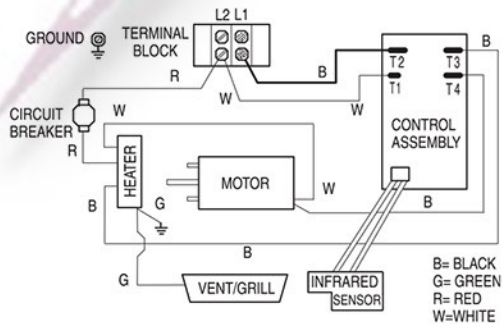 L2 L1
GROUND
TERMINAL
BLOCK
B
T2 T3
R
B
W
T1 T4
W
CIRCUIT
BREAKER
W
CONTROL
ASSEMBLY
R
HEATER
MOTOR
W
B
G
B
B
G
VENT/GRILL
INFRARED
SENSOR
B= BLACK
G= GREEN
R= RED
W=WHITE